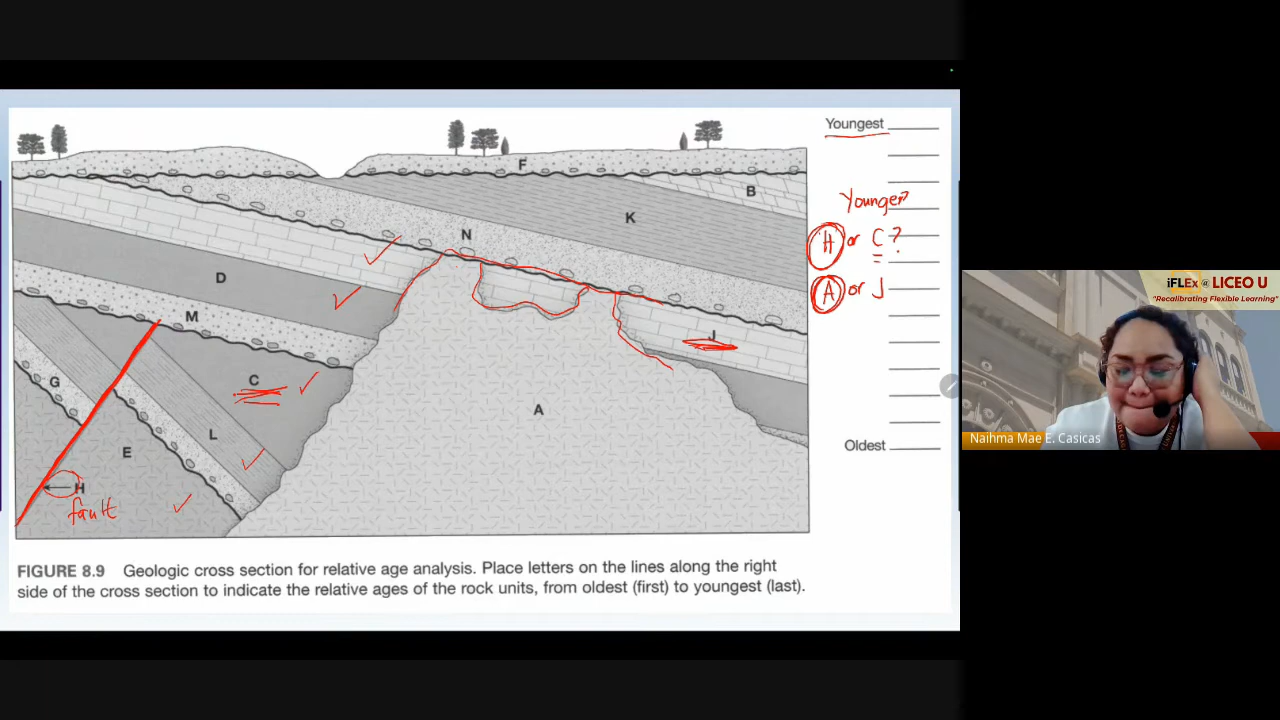 Youngest
F
B
Younger?
K
N
H or C?
D
A or J
M
J
C
G
A
L
E
H
fault
Oldest
FIGURE 8.9 Geologic cross section for relative age analysis. Place letters on the lines along the right
side of the cross section to indicate the relative ages of the rock units, from oldest (first) to youngest (last).
iFLEx @ LICEO U
"Recalibrating Flexible Learning"
Naihma Mae E. Casicas